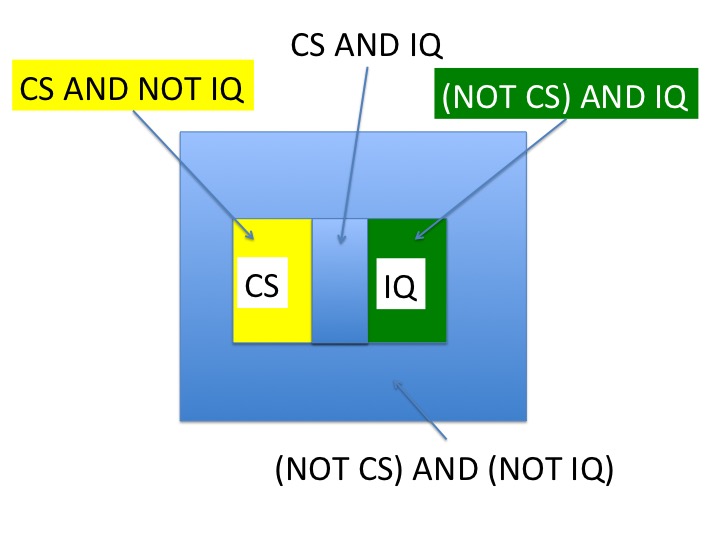 CS AND IQ
CS AND NOT IQ
(NOT CS) AND IQ
CS
IQ
(NOT CS) AND (NOT IQ)